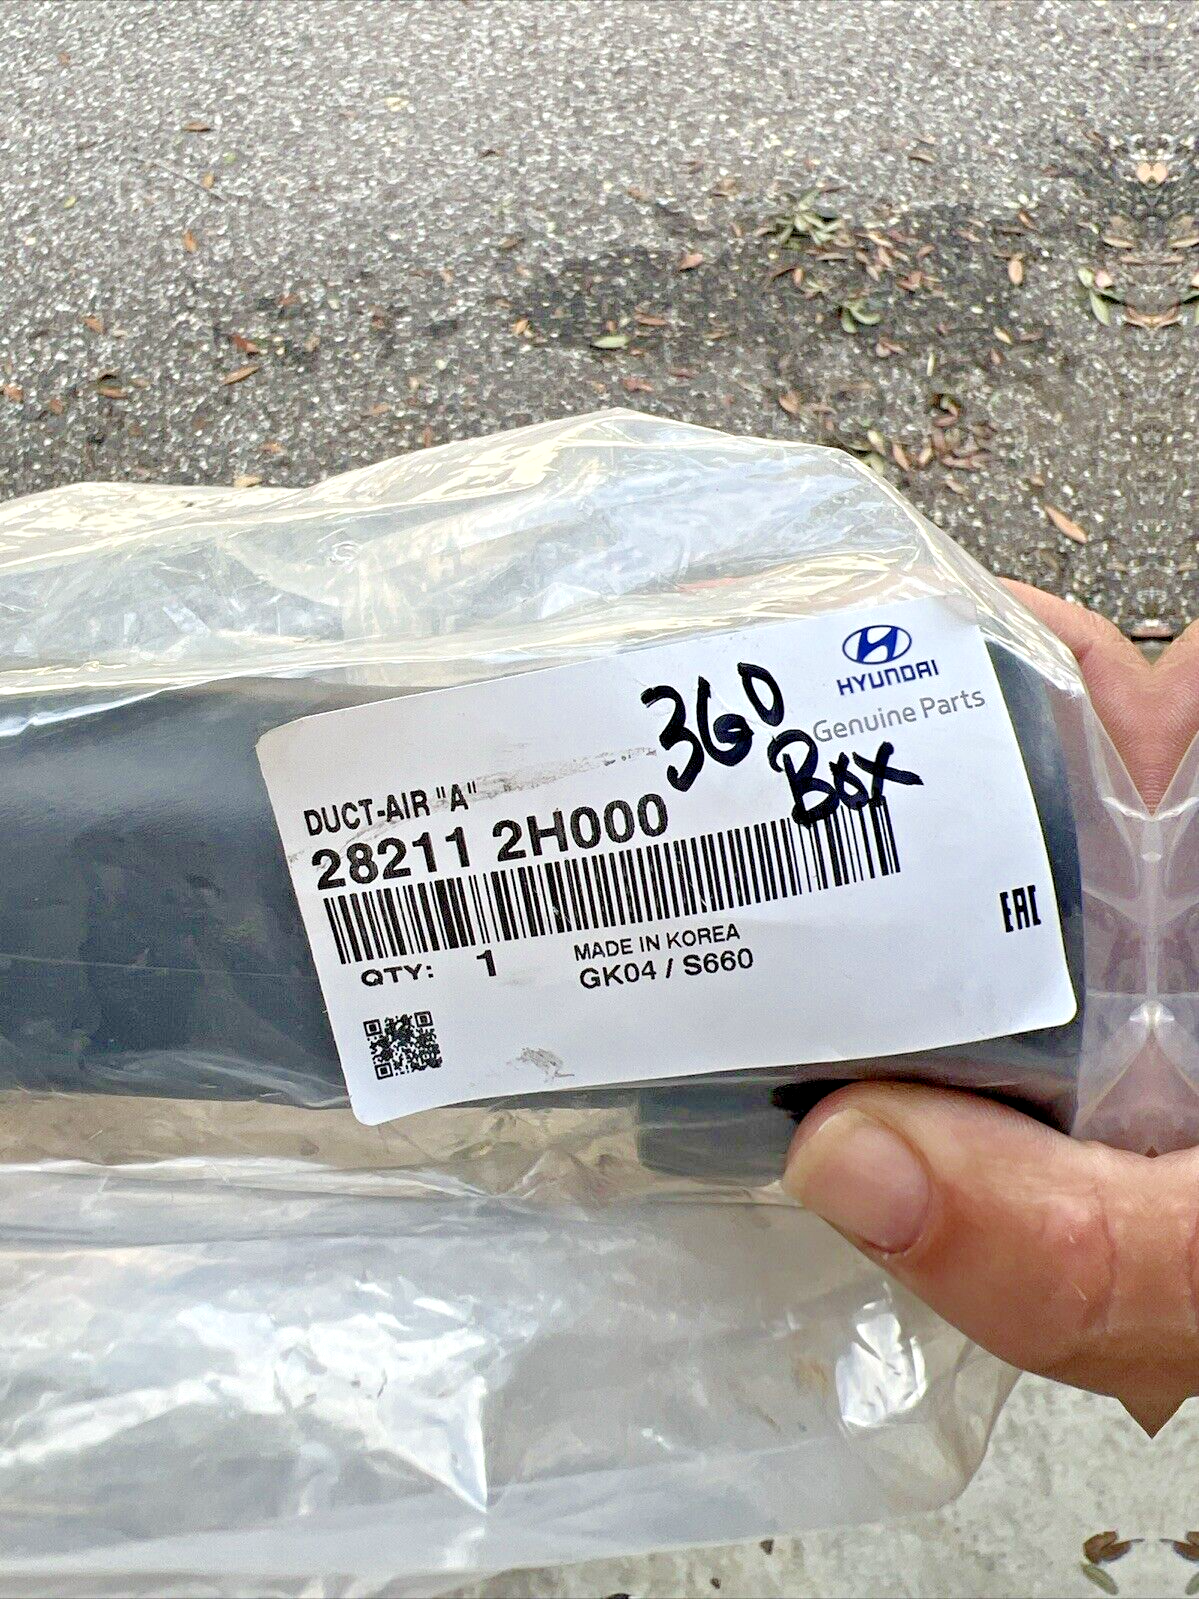 HYUNDAI
Genuine Parts
360
Box
DUCT-AIR "A"
28211 2H000
QTY: 1
MADE IN KOREA
GK04 / S660
EAC